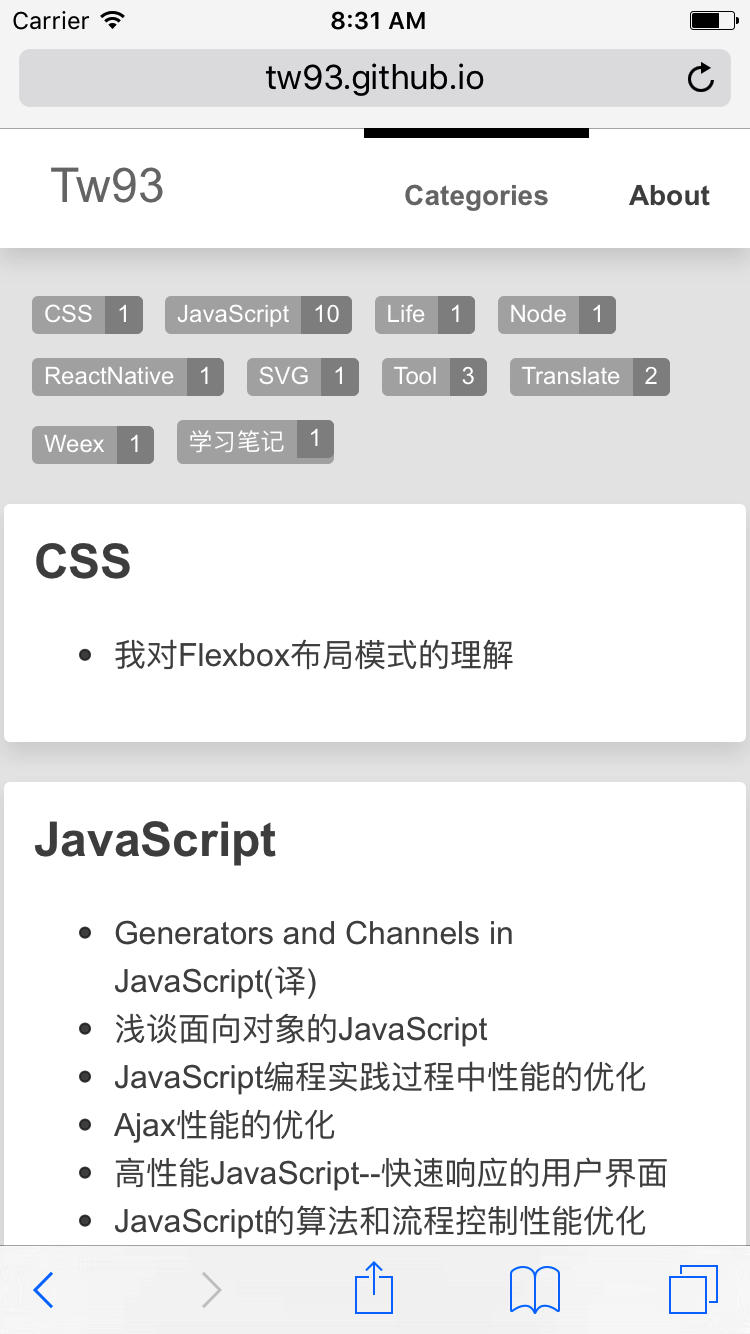 Carrier 8:31 AM
tw93.github.io
Tw93 Categories About
CSS 1 JavaScript 10 Life 1 Node 1
ReactNative 1 SVG 1 Tool 3 Translate 2
Weex 1 学习笔记 1
CSS
我对Flexbox布局模式的理解
JavaScript
Generators and Channels in
JavaScript(译)
浅谈面向对象的JavaScript
JavaScript编程实践过程中性能的优化
Ajax性能的优化
高性能JavaScript--快速响应的用户界面
JavaScript的算法和流程控制性能优化